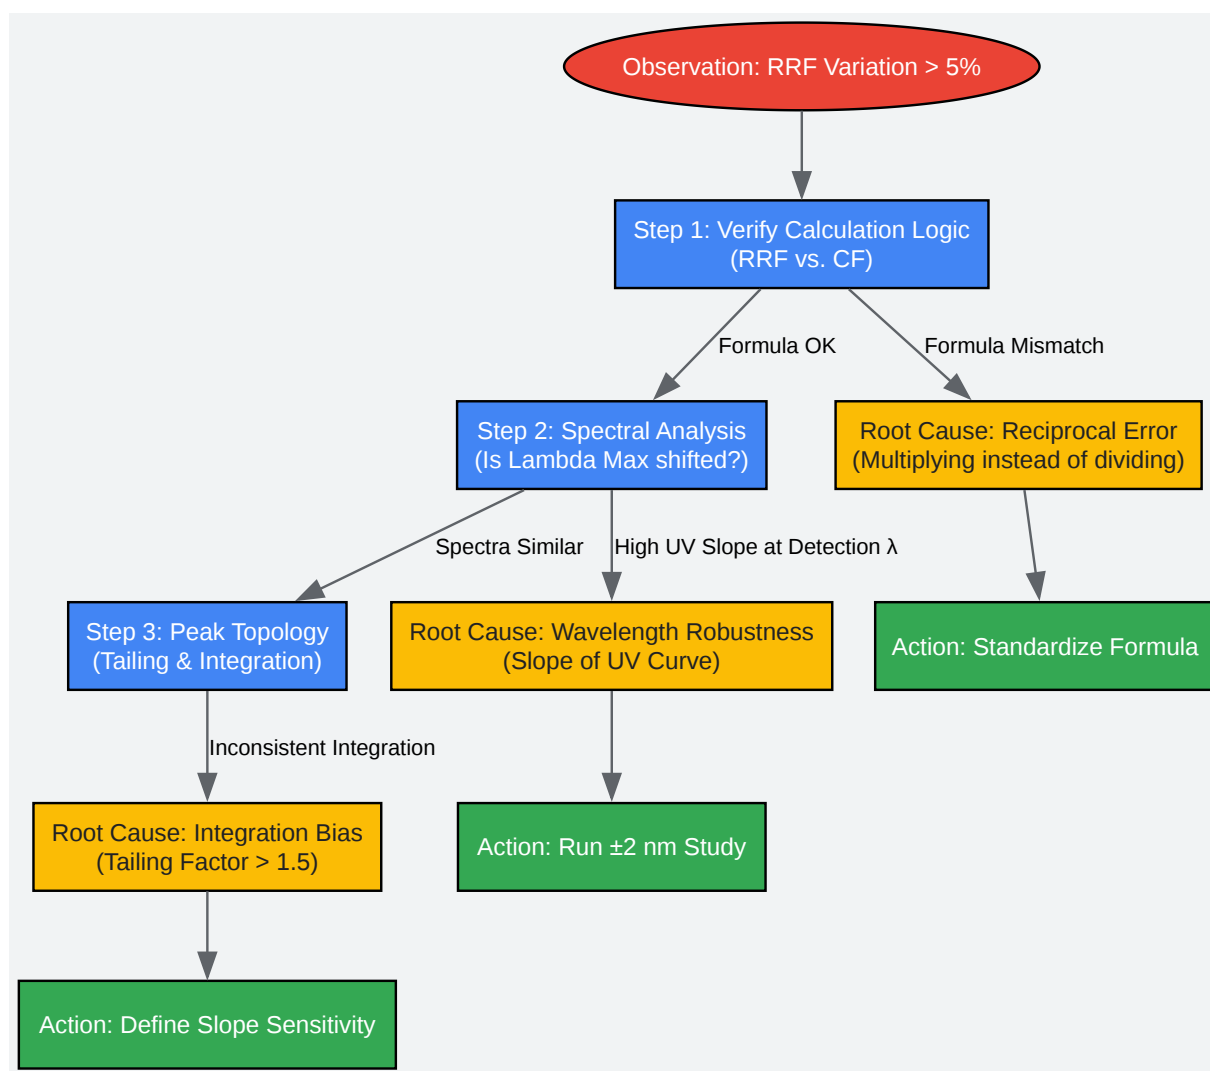 Observation: RRF Variation > 5%
Step 1: Verify Calculation Logic
(RRF vs. CF)
Formula OK
Formula Mismatch
Step 2: Spectral Analysis
(Is Lambda Max shifted?)
Root Cause: Reciprocal Error
(Multiplying instead of dividing)
Spectra Similar
High UV Slope at Detection λ
Step 3: Peak Topology
(Tailing & Integration)
Root Cause: Wavelength Robustness
(Slope of UV Curve)
Action: Standardize Formula
Inconsistent Integration
Root Cause: Integration Bias
(Tailing Factor > 1.5)
Action: Run ±2 nm Study
Action: Define Slope Sensitivity